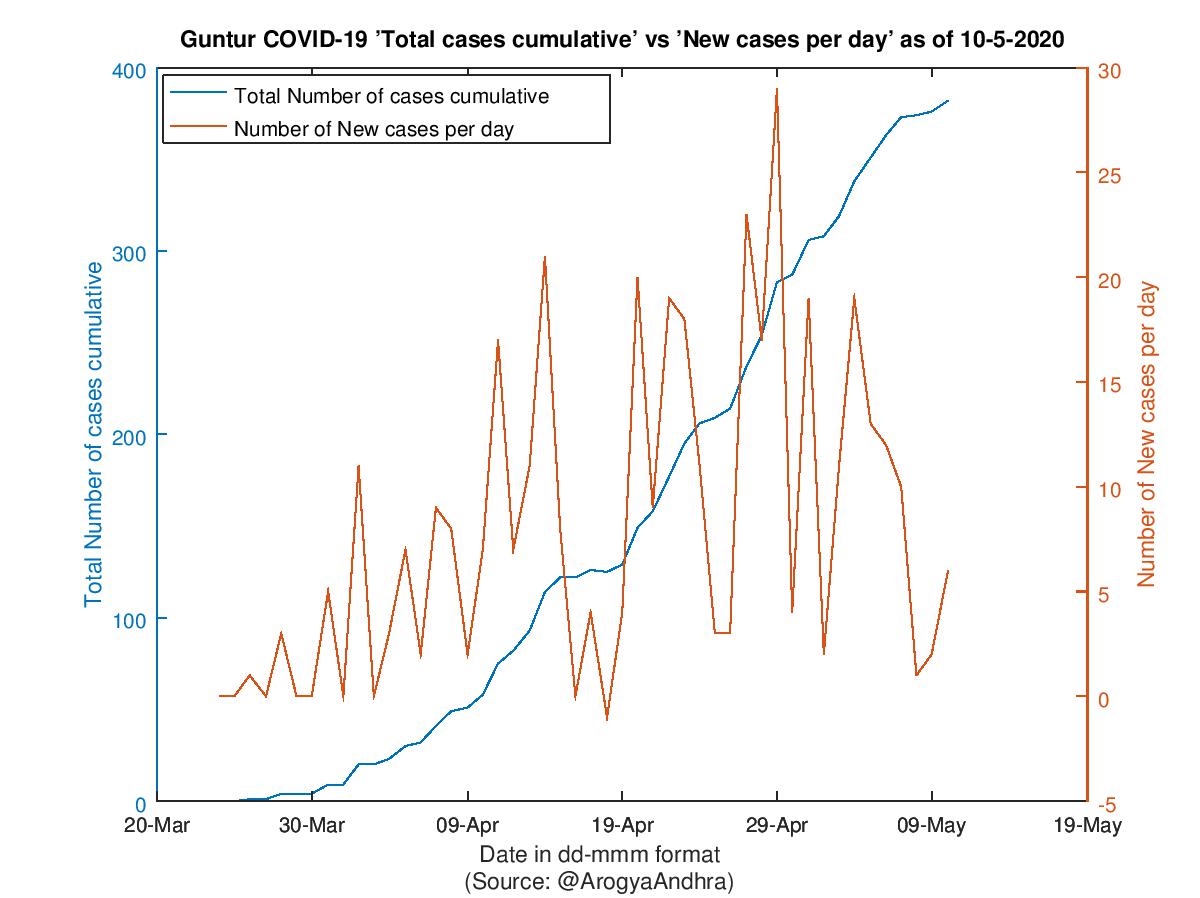 Guntur COVID-19 ’Total cases cumulative’ vs ’New cases per day’ as of 10-5-2020
Total Number of cases cumulative
Number of New cases per day
400
300
200
100
0
Total Number of cases cumulative
30
25
20
15
10
5
0
-5
Number of New cases per day
20-Mar 30-Mar 09-Apr 19-Apr 29-Apr 09-May 19-May
Date in dd-mmm format
(Source: @ArogyaAndhra)